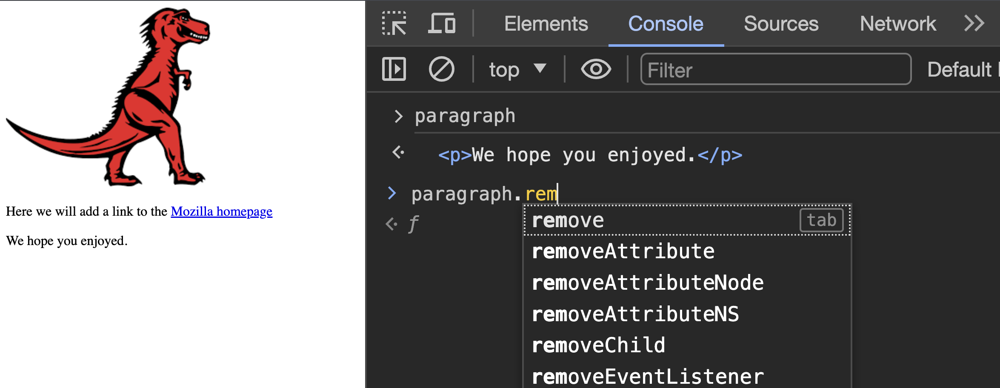 Here we will add a link to the Mozilla homepage
We hope you enjoyed.
Elements Console Sources Network
top Filter Default
paragraph
<p>We hope you enjoyed.</p>
paragraph.rem
f
remove tab
removeAttribute
removeAttributeNode
removeAttributeNS
removeChild
removeEventListener